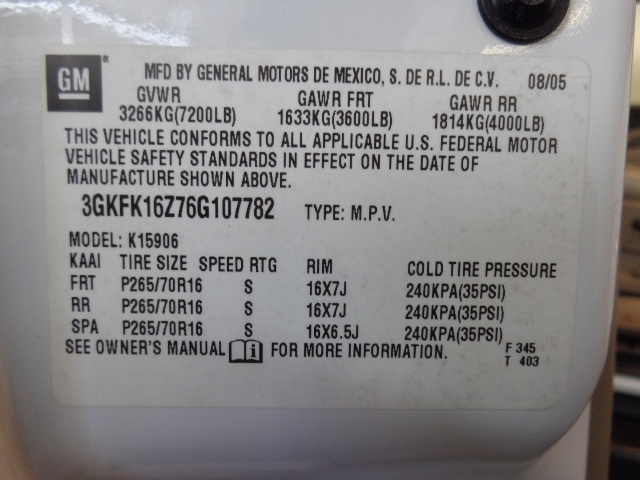 GM
MFD BY GENERAL MOTORS DE MEXICO, S. DE R.L. DE C.V. 08/05
GVWR GAWR FRT GAWR RR
3266KG(7200LB) 1633KG(3600LB) 1814KG(4000LB)
THIS VEHICLE CONFORMS TO ALL APPLICABLE U.S. FEDERAL MOTOR
VEHICLE SAFETY STANDARDS IN EFFECT ON THE DATE OF
MANUFACTURE SHOWN ABOVE.
3GKFK16Z76G107782 TYPE: M.P.V.
MODEL: K15906
KAAI TIRE SIZE SPEED RTG RIM COLD TIRE PRESSURE
FRT P265/70R16 S 16X7J 240KPA(35PSI)
RR P265/70R16 S 16X7J 240KPA(35PSI)
SPA P265/70R16 S 16X6.5J 240KPA(35PSI)
SEE OWNER'S MANUAL i FOR MORE INFORMATION. F 345
T 403